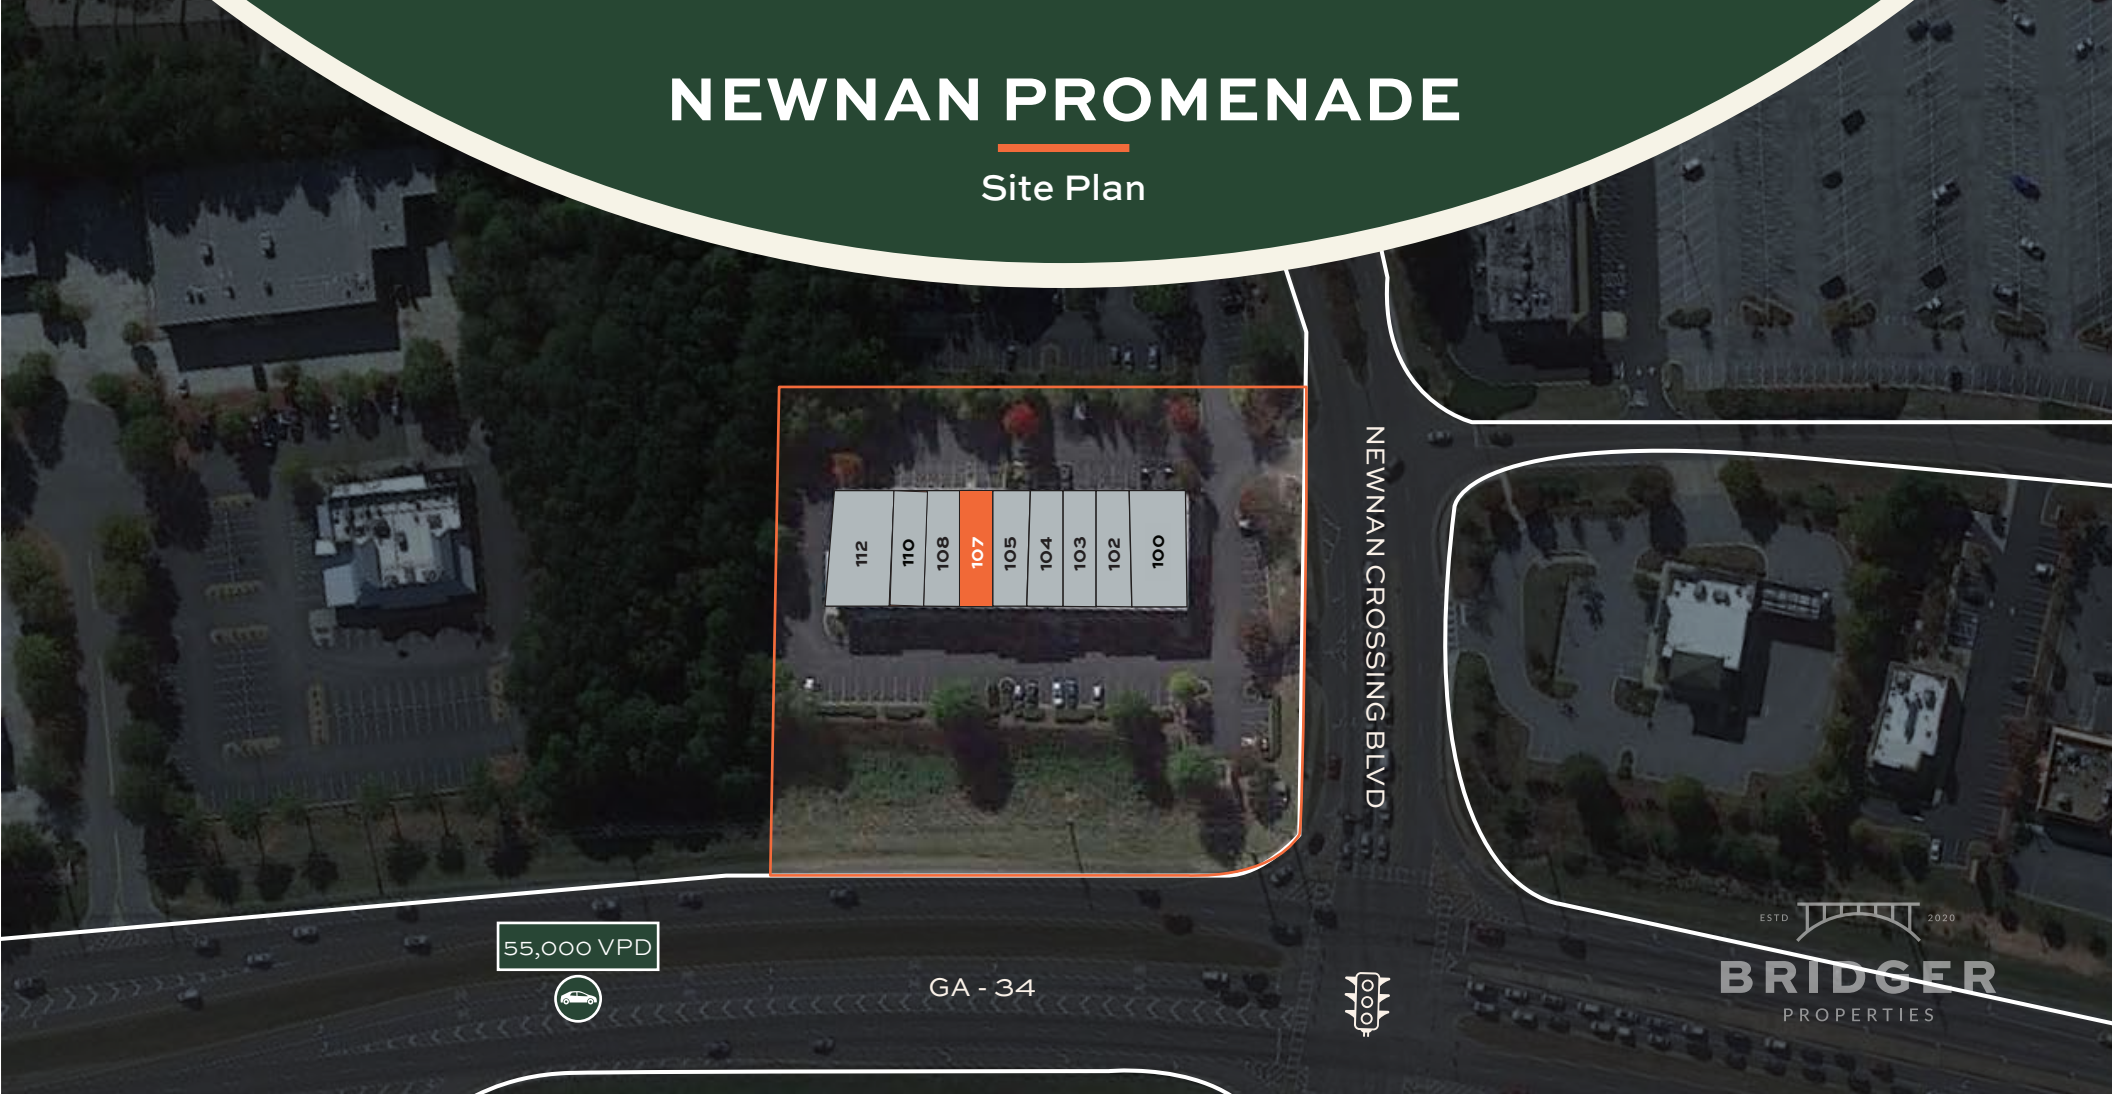 NEWNAN PROMENADE
Site Plan
112
110
108
107
105
104
103
102
100
NEWNAN CROSSING BLVD
55,000 VPD
GA - 34
ESTD
2020
BRIDGER
PROPERTIES